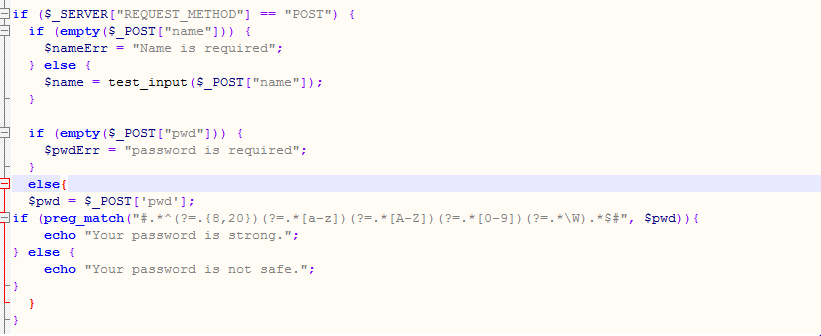 if ($_SERVER["REQUEST_METHOD"] == "POST") {
  if (empty($_POST["name"])) {
    $nameErr = "Name is required";
  } else {
    $name = test_input($_POST["name"]);
  }

  if (empty($_POST["pwd"])) {
    $pwdErr = "password is required";
  }
  else{
  $pwd = $_POST['pwd'];
if (preg_match("#.*^(?=.{8,20})(?=.*[a-z])(?=.*[A-Z])(?=.*[0-9])(?=.*\W).*$#", $pwd)){
    echo "Your password is strong.";
} else {
    echo "Your password is not safe.";
}
  }
}